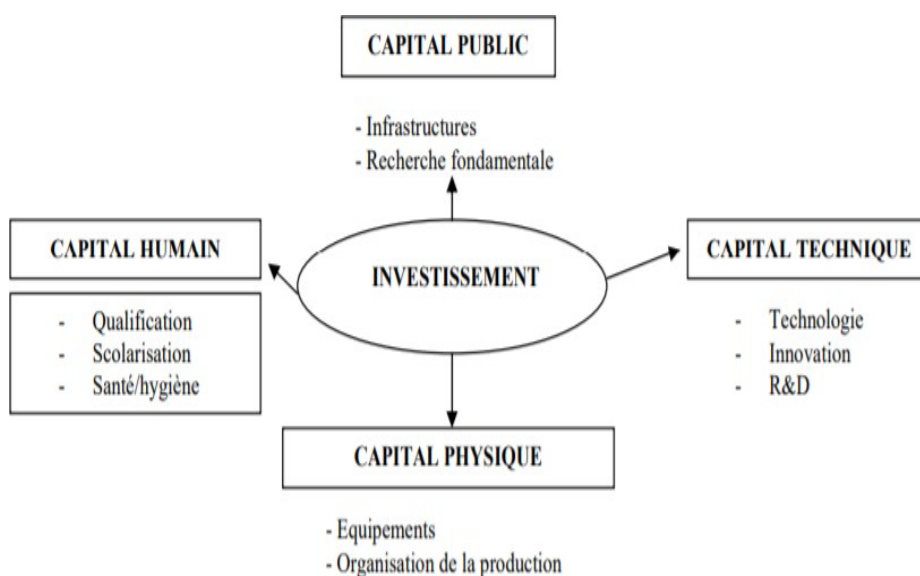 CAPITAL PUBLIC
- Infrastructures
- Recherche fondamentale
CAPITAL HUMAIN
- Qualification
- Scolarisation
- Santé/hygiène
INVESTISSEMENT
CAPITAL TECHNIQUE
- Technologie
- Innovation
- R&D
CAPITAL PHYSIQUE
- Equipements
- Organisation de la production